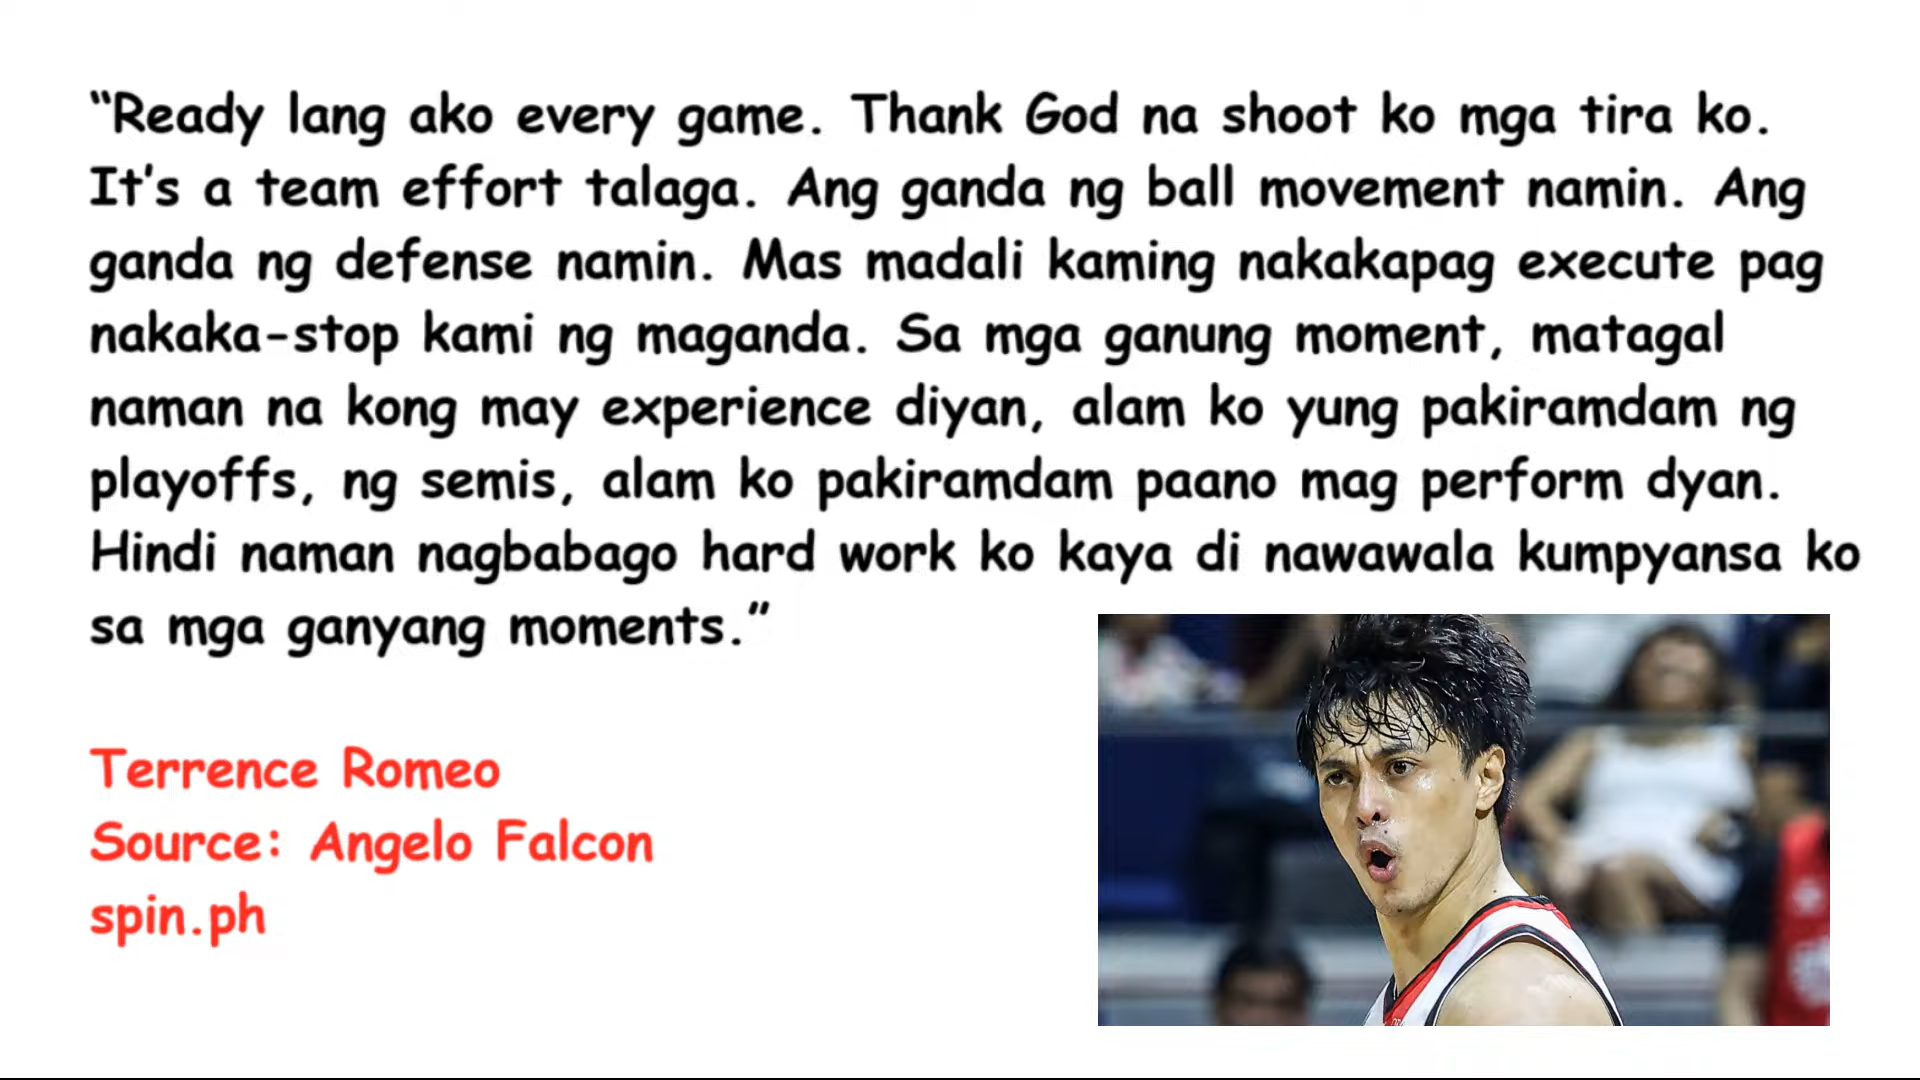 “Ready lang ako every game. Thank God na shoot ko mga tira ko.
It’s a team effort talaga. Ang ganda ng ball movement namin. Ang
ganda ng defense namin. Mas madali kaming nakakapag execute pag
nakaka-stop kami ng maganda. Sa mga ganung moment, matagal
naman na kong may experience diyan, alam ko yung pakiramdam ng
playoffs, ng semis, alam ko pakiramdam paano mag perform dyan.
Hindi naman nagbabago hard work ko kaya di nawawala kumpyansa ko
sa mga ganyang moments.”
Terrence Romeo
Source: Angelo Falcon
spin.ph